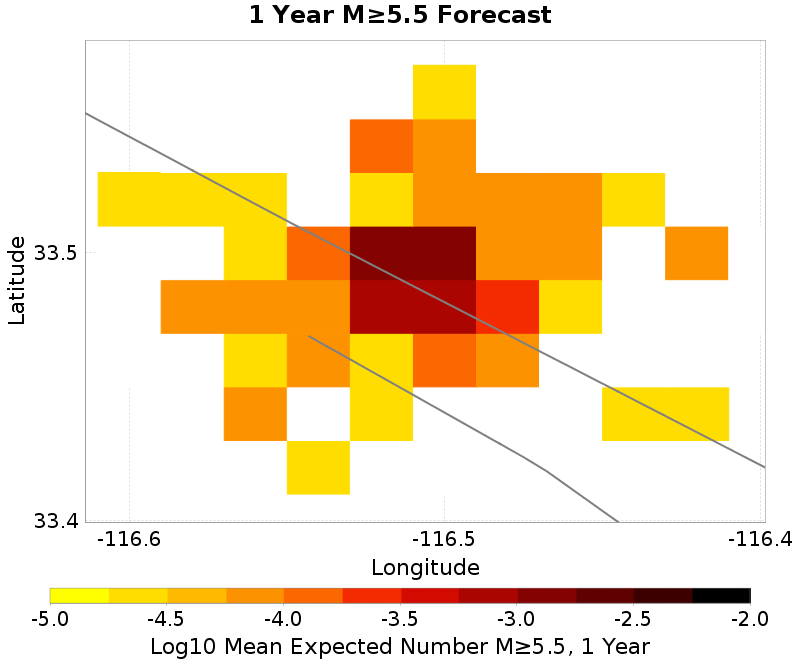 1 Year M≥5.5 Forecast
Latitude
33.5
33.4
-116.6 -116.5 -116.4
Longitude
-5.0 -4.5 -4.0 -3.5 -3.0 -2.5 -2.0
Log10 Mean Expected Number M≥5.5, 1 Year